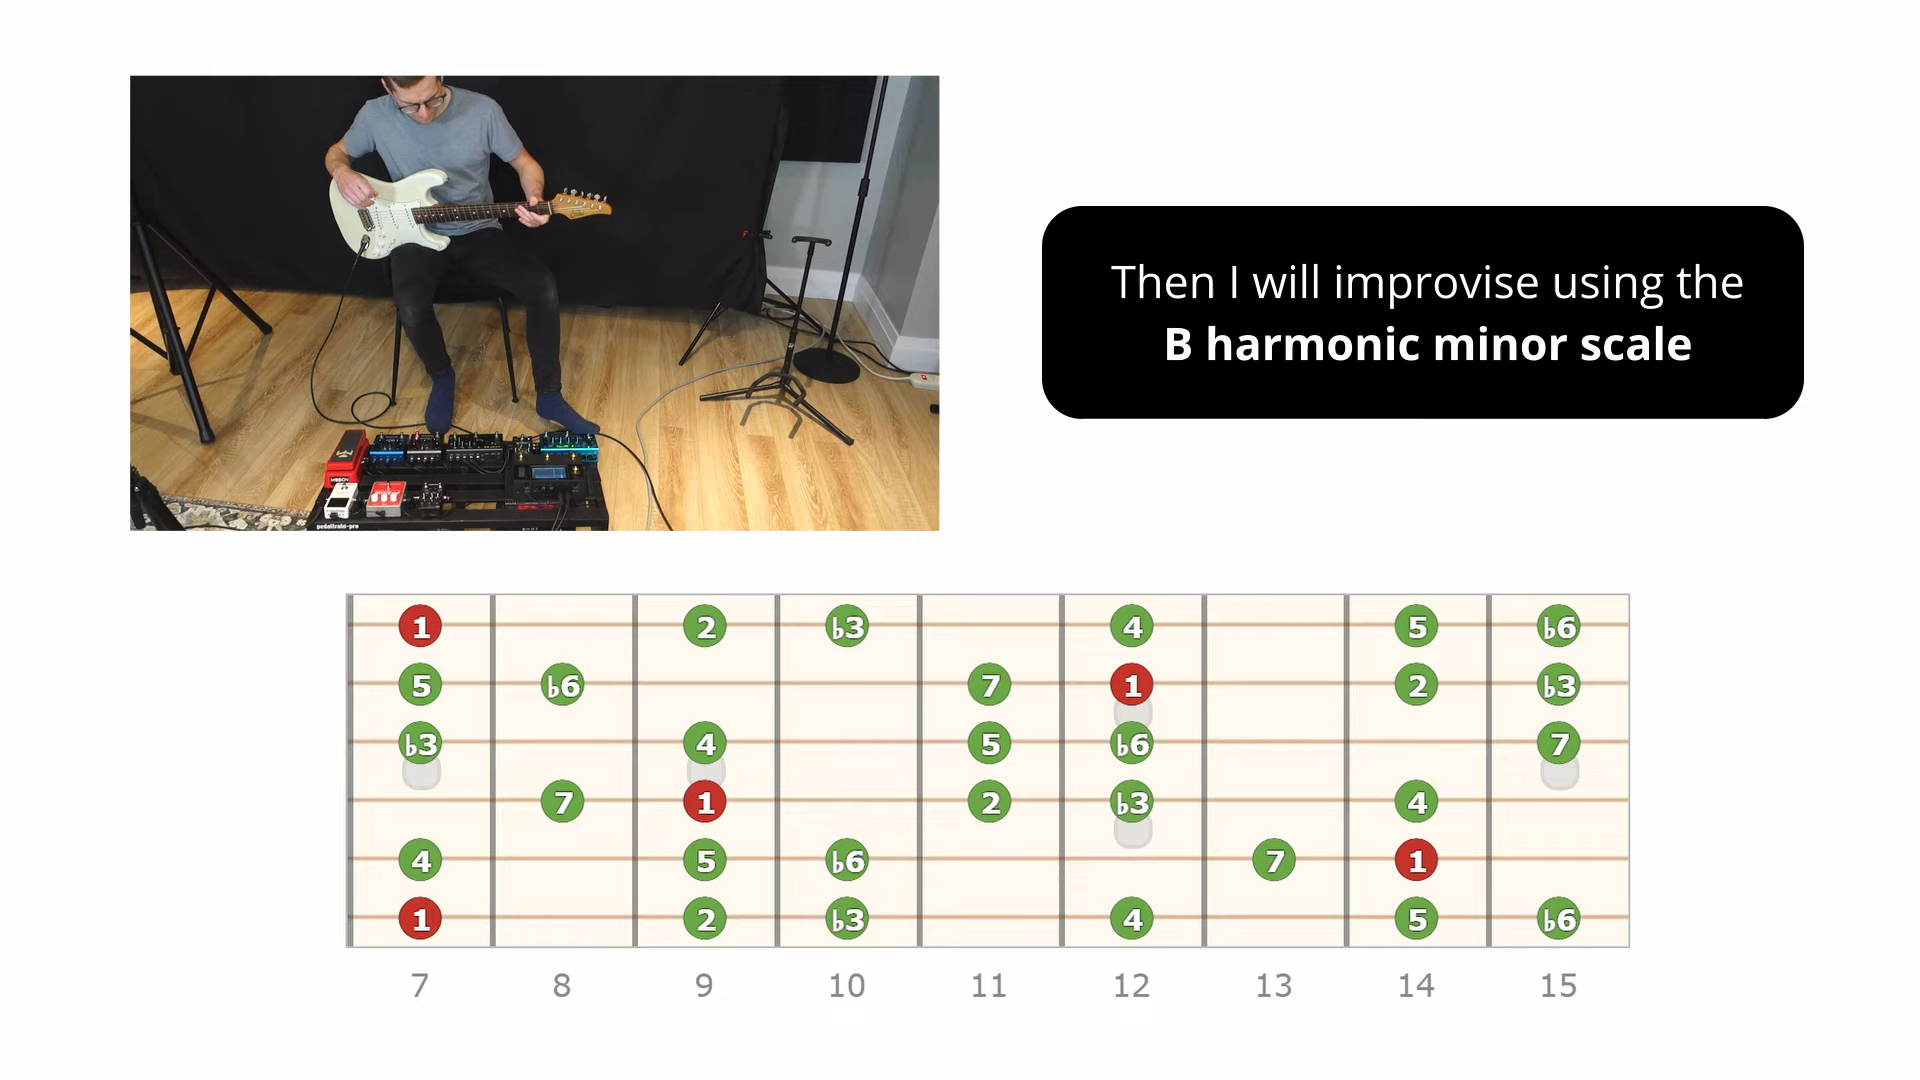 Then I will improvise using the
B harmonic minor scale
pedaltrain-pro
1 2 ♭3 4 5 ♭6
5 ♭6 7 1 2 ♭3
♭3 4 5 ♭6 7
7 1 2 ♭3 4
4 5 ♭6 7 1
1 2 ♭3 4 5 ♭6
7 8 9 10 11 12 13 14 15